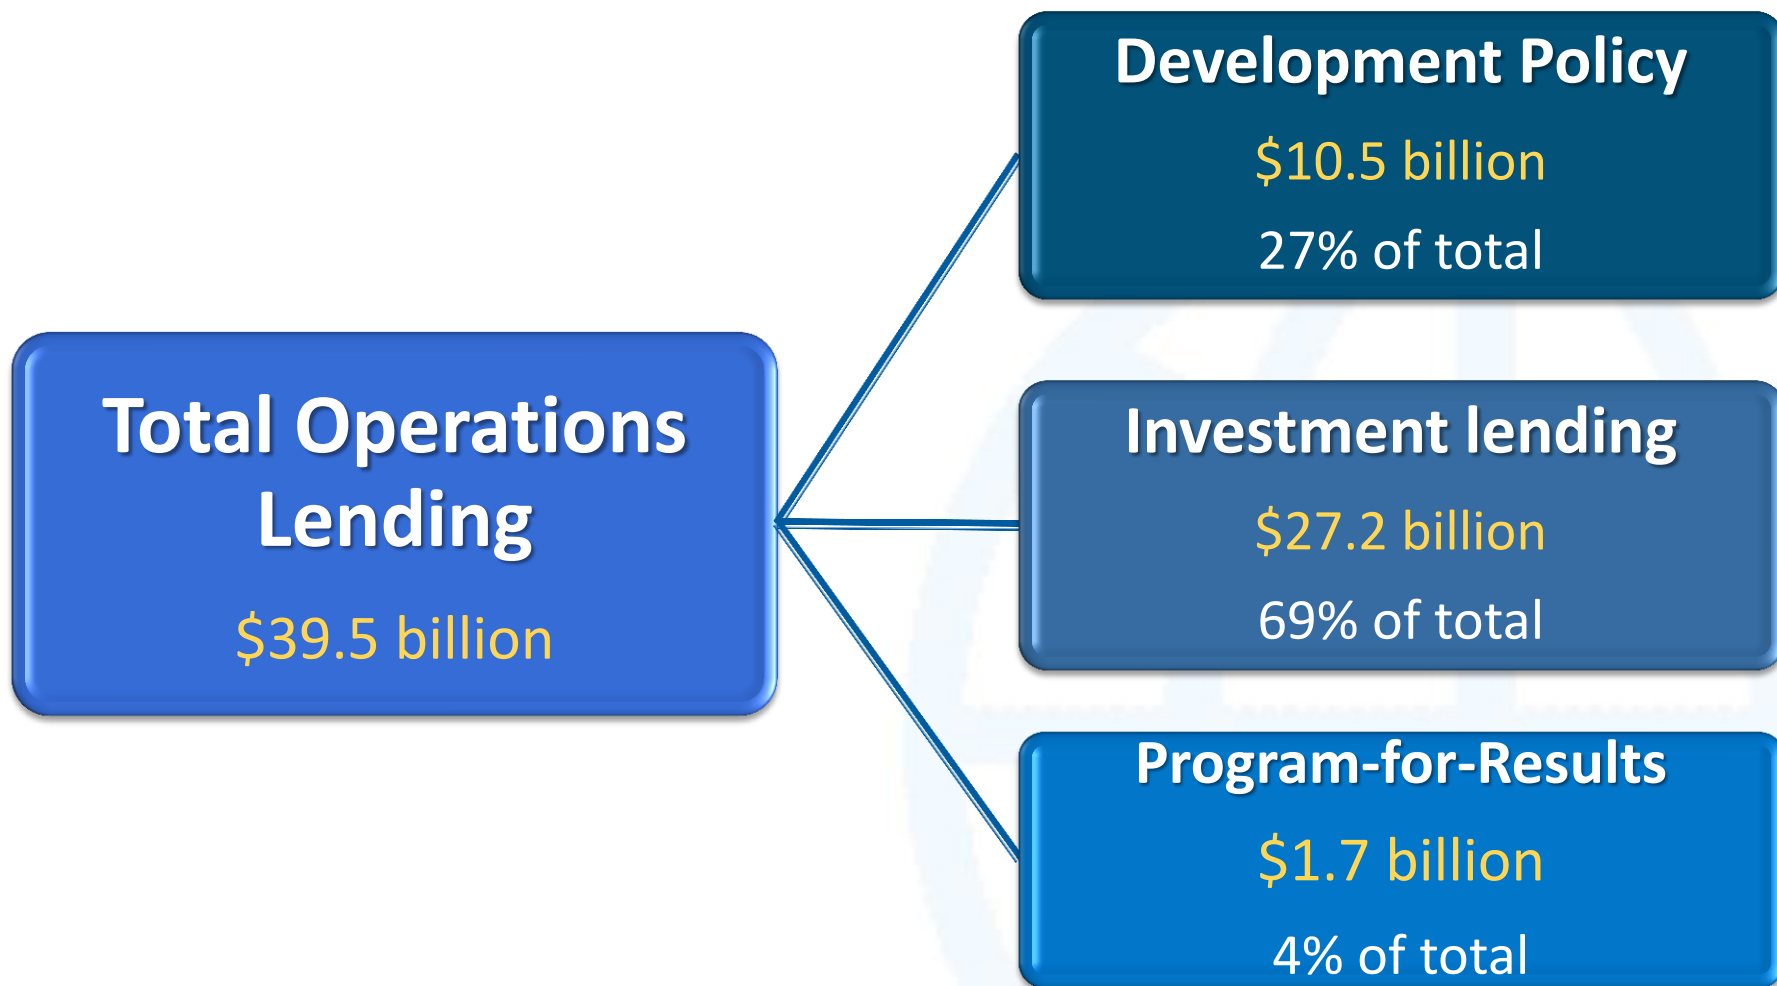 Total Operations
Lending
$39.5 billion
Development Policy
$10.5 billion
27% of total
Investment lending
$27.2 billion
69% of total
Program-for-Results
$1.7 billion
4% of total